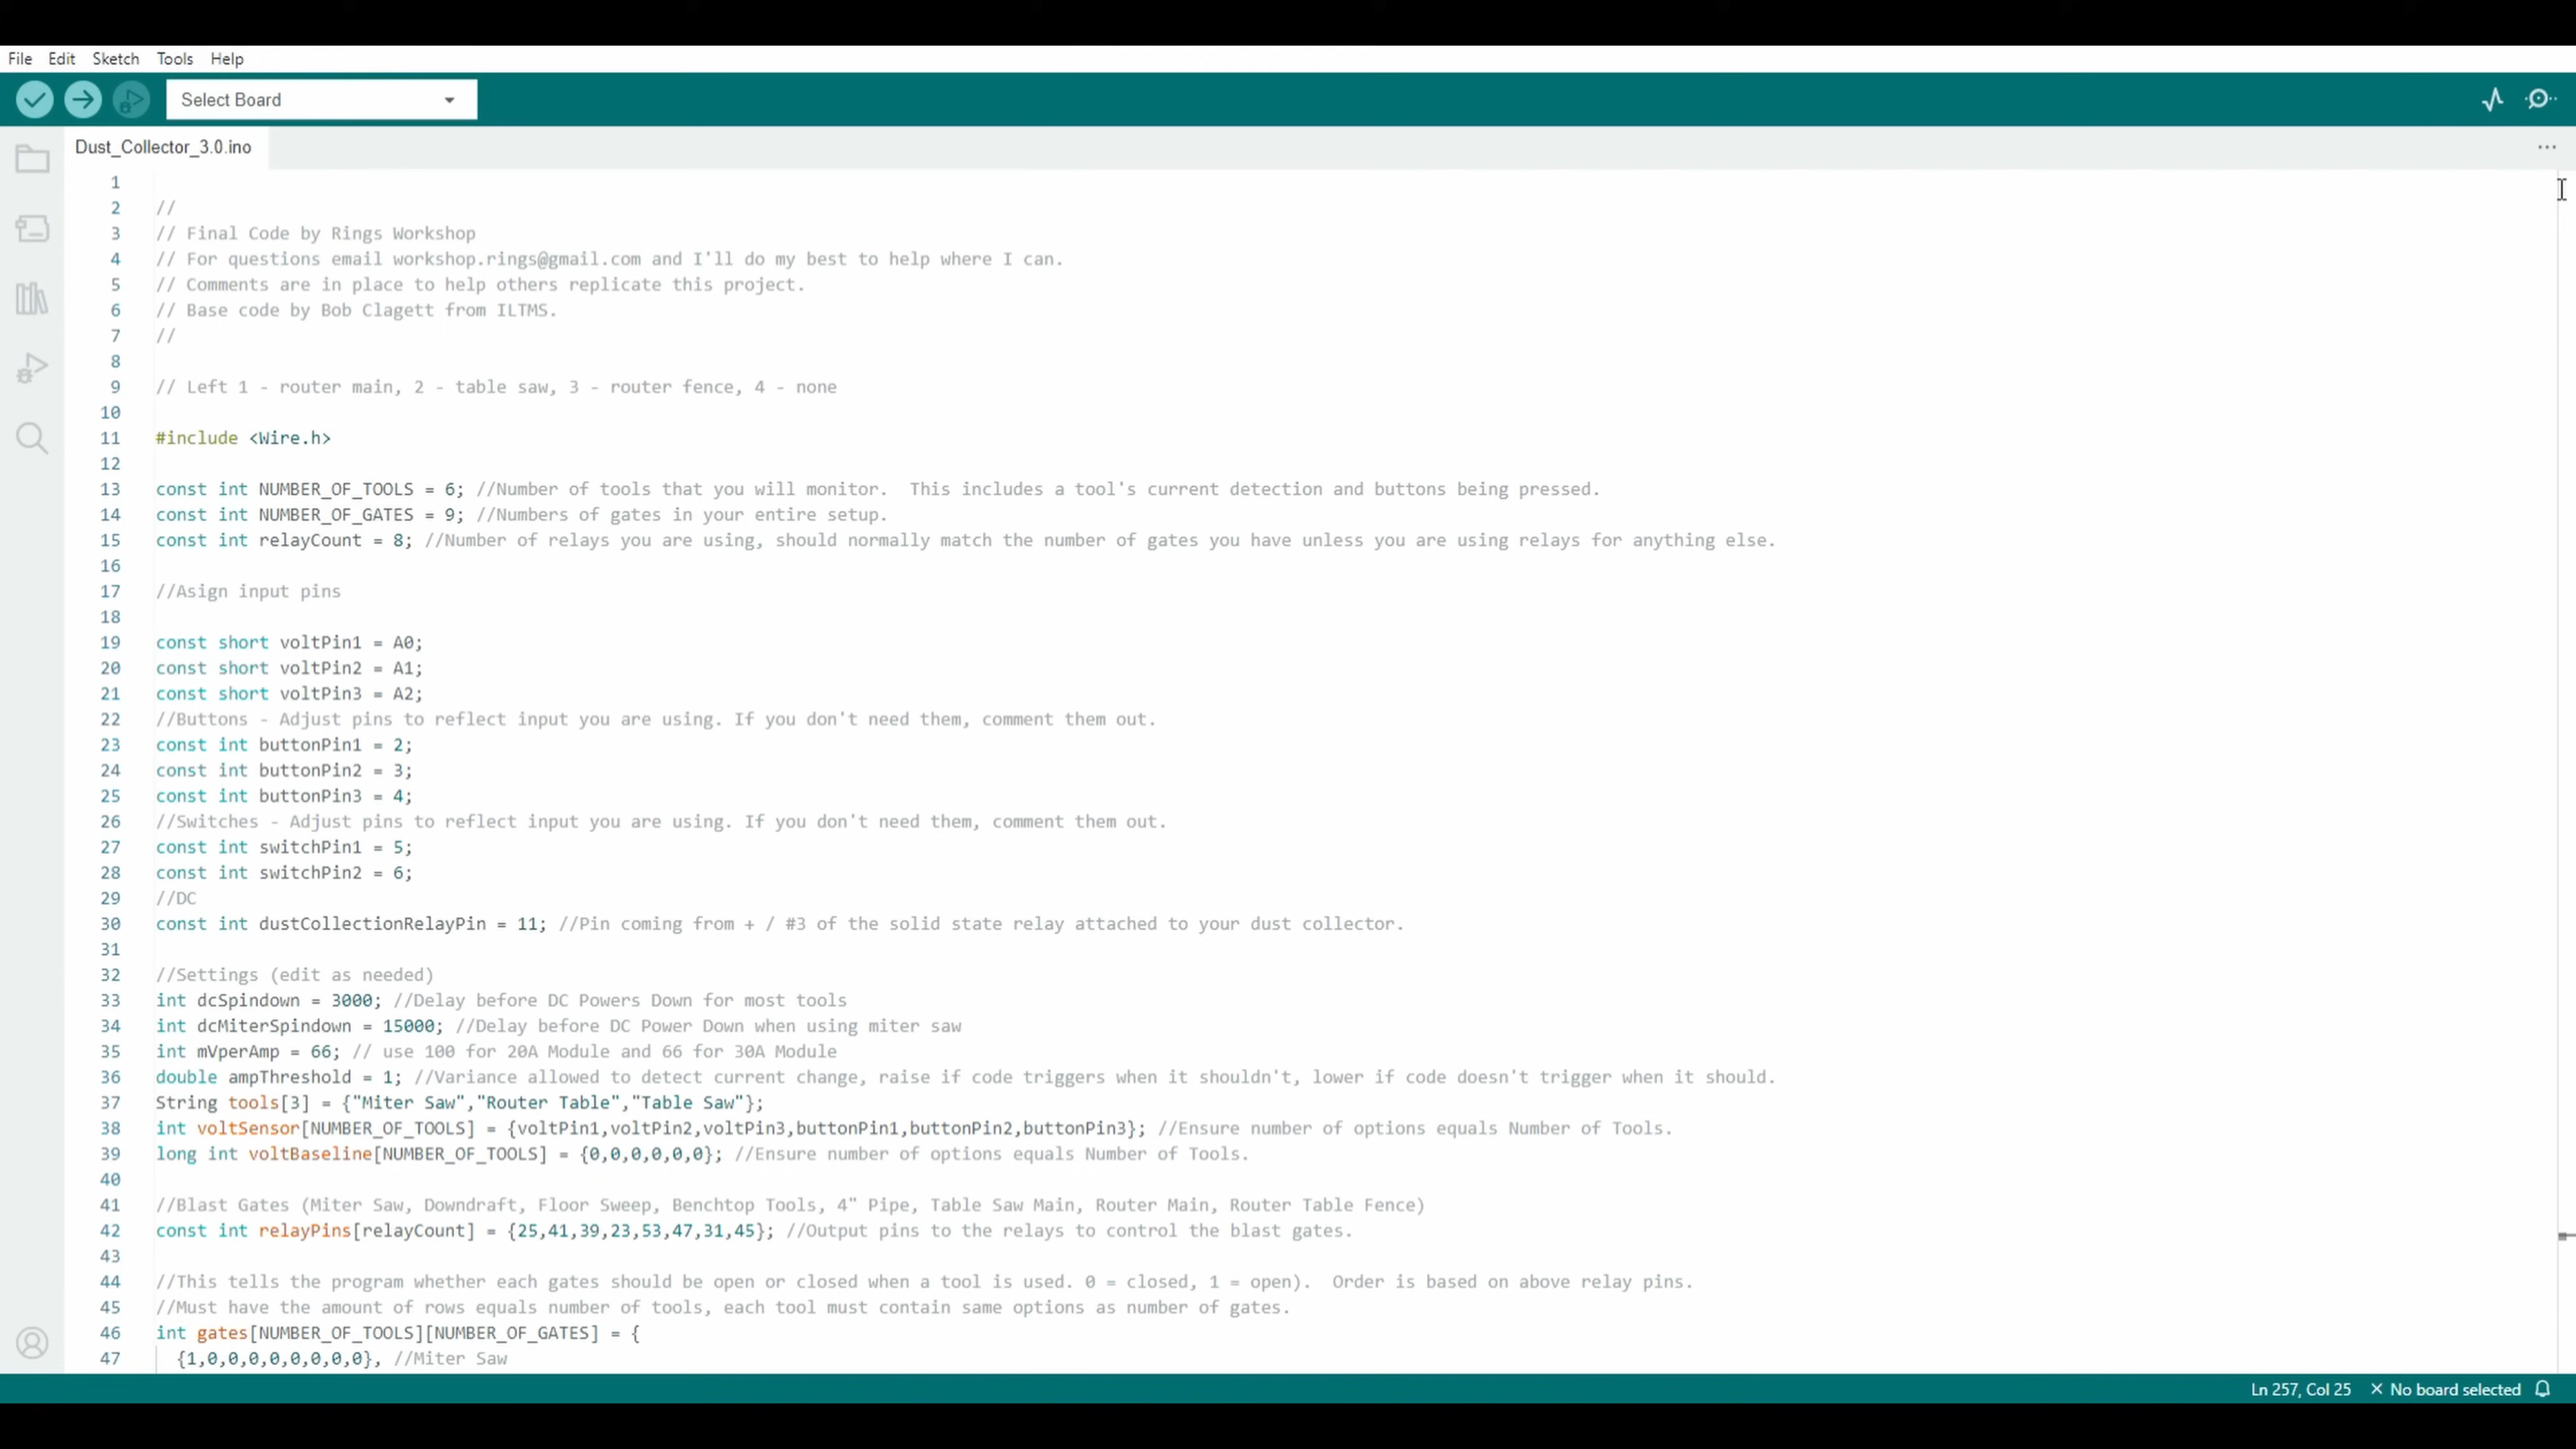 File Edit Sketch Tools Help
Select Board
Dust_Collector_3.0.ino
1
2 //
3 // Final Code by Rings Workshop
4 // For questions email workshop.rings@gmail.com and I'll do my best to help where I can.
5 // Comments are in place to help others replicate this project.
6 // Base code by Bob Clagett from ILTMS.
7 //
8
9 // Left 1 - router main, 2 - table saw, 3 - router fence, 4 - none
10
11 #include <Wire.h>
12
13 const int NUMBER_OF_TOOLS = 6; //Number of tools that you will monitor.  This includes a tool's current detection and buttons being pressed.
14 const int NUMBER_OF_GATES = 9; //Numbers of gates in your entire setup.
15 const int relayCount = 8; //Number of relays you are using, should normally match the number of gates you have unless you are using relays for anything else.
16
17 //Asign input pins
18
19 const short voltPin1 = A0;
20 const short voltPin2 = A1;
21 const short voltPin3 = A2;
22 //Buttons - Adjust pins to reflect input you are using. If you don't need them, comment them out.
23 const int buttonPin1 = 2;
24 const int buttonPin2 = 3;
25 const int buttonPin3 = 4;
26 //Switches - Adjust pins to reflect input you are using. If you don't need them, comment them out.
27 const int switchPin1 = 5;
28 const int switchPin2 = 6;
29 //DC
30 const int dustCollectionRelayPin = 11; //Pin coming from + / #3 of the solid state relay attached to your dust collector.
31
32 //Settings (edit as needed)
33 int dcSpindown = 3000; //Delay before DC Powers Down for most tools
34 int dcMiterSpindown = 15000; //Delay before DC Power Down when using miter saw
35 int mVperAmp = 66; // use 100 for 20A Module and 66 for 30A Module
36 double ampThreshold = 1; //Variance allowed to detect current change, raise if code triggers when it shouldn't, lower if code doesn't trigger when it should.
37 String tools[3] = {"Miter Saw","Router Table","Table Saw"};
38 int voltSensor[NUMBER_OF_TOOLS] = {voltPin1,voltPin2,voltPin3,buttonPin1,buttonPin2,buttonPin3}; //Ensure number of options equals Number of Tools.
39 long int voltBaseline[NUMBER_OF_TOOLS] = {0,0,0,0,0,0}; //Ensure number of options equals Number of Tools.
40
41 //Blast Gates (Miter Saw, Downdraft, Floor Sweep, Benchtop Tools, 4" Pipe, Table Saw Main, Router Main, Router Table Fence)
42 const int relayPins[relayCount] = {25,41,39,23,53,47,31,45}; //Output pins to the relays to control the blast gates.
43
44 //This tells the program whether each gates should be open or closed when a tool is used. 0 = closed, 1 = open).  Order is based on above relay pins.
45 //Must have the amount of rows equals number of tools, each tool must contain same options as number of gates.
46 int gates[NUMBER_OF_TOOLS][NUMBER_OF_GATES] = {
47 {1,0,0,0,0,0,0,0,0}, //Miter Saw
Ln 257, Col 25 No board selected